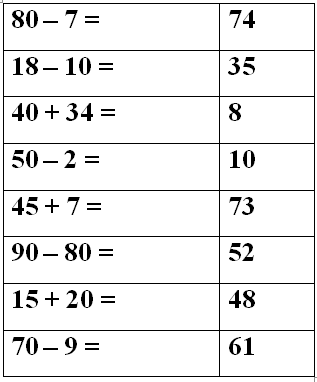 80 – 7 = 74
18 – 10 = 35
40 + 34 = 8
50 – 2 = 10
45 + 7 = 73
90 – 80 = 52
15 + 20 = 48
70 – 9 = 61